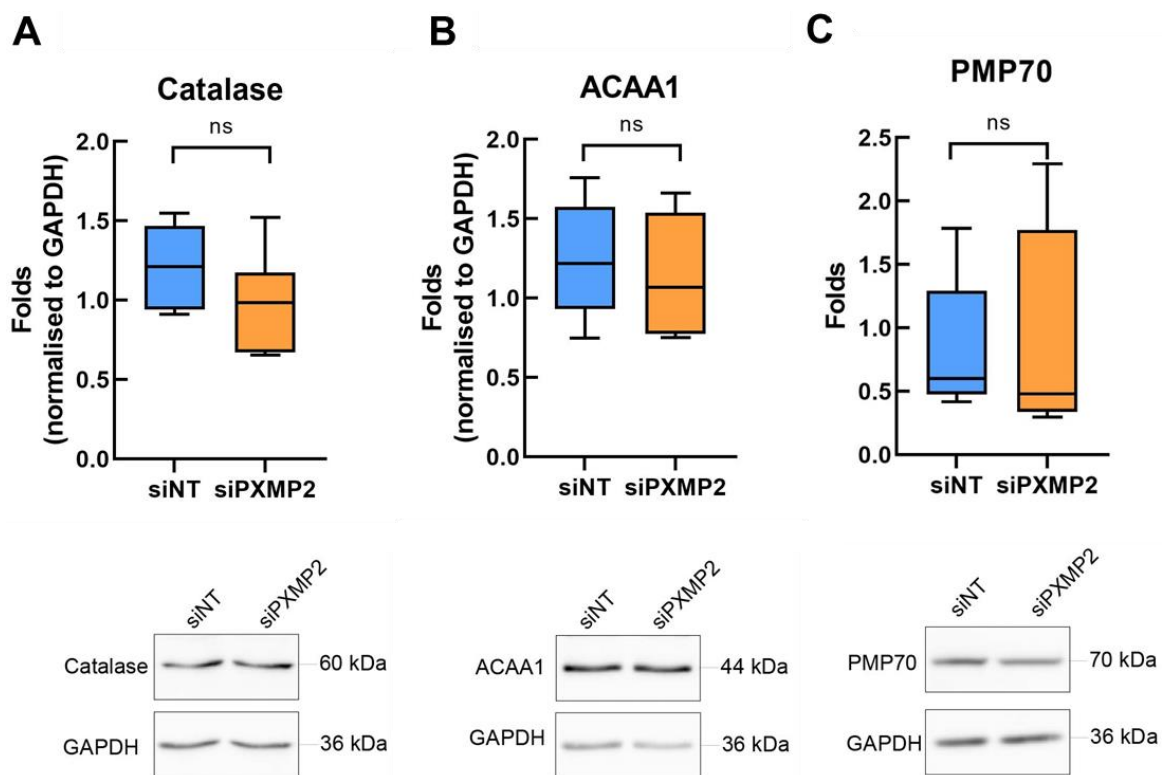 A
Catalase
ns
Folds
(normalised to GAPDH)
2.0
1.5
1.0
0.5
0.0
siNT siPXMP2
siNT siPXMP2
Catalase 60 kDa
GAPDH 36 kDa
B
ACAA1
ns
Folds
(normalised to GAPDH)
2.0
1.5
1.0
0.5
0.0
siNT siPXMP2
siNT siPXMP2
ACAA1 44 kDa
GAPDH 36 kDa
C
PMP70
ns
Folds
2.5
2.0
1.5
1.0
0.5
0.0
siNT siPXMP2
siNT siPXMP2
PMP70 70 kDa
GAPDH 36 kDa